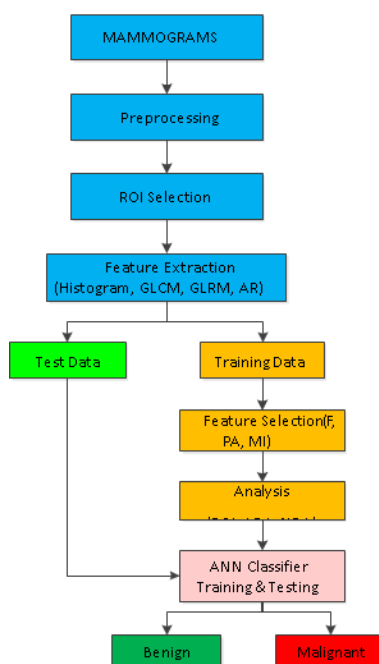 MAMMOGRAMS
Preprocessing
ROI Selection
Feature Extraction
(Histogram, GLCM, GLRM, AR)
Test Data
Training Data
Feature Selection(F,
PA, MI)
Analysis
ANN Classifier
Training & Testing
Benign
Malignant